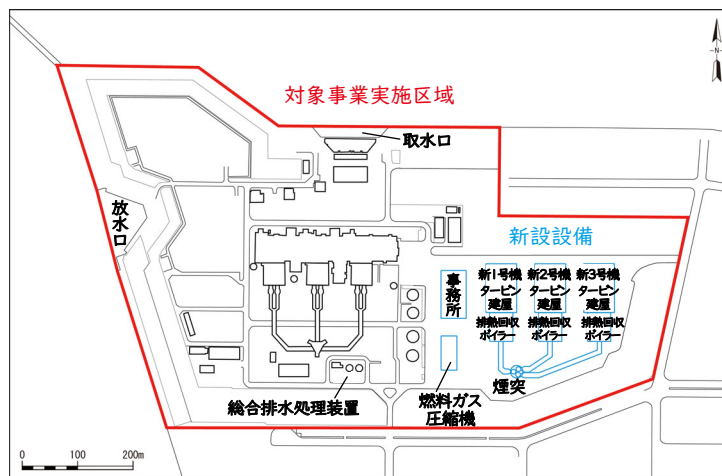 N
対象事業実施区域
取水口
放水口
新設設備
事務所
新1号機
タービン
建屋
新2号機
タービン
建屋
新3号機
タービン
建屋
排熱回収
ボイラー
排熱回収
ボイラー
排熱回収
ボイラー
煙突
総合排水処理装置
燃料ガス
圧縮機
0 100 200m